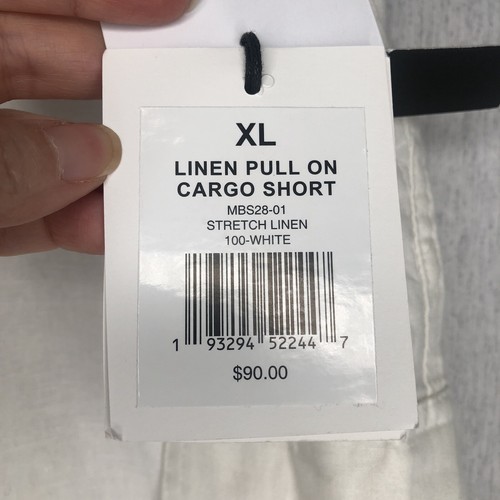 XL
LINEN PULL ON
CARGO SHORT
MBS28-01
STRETCH LINEN
100-WHITE
1 93294 52244 7
$90.00